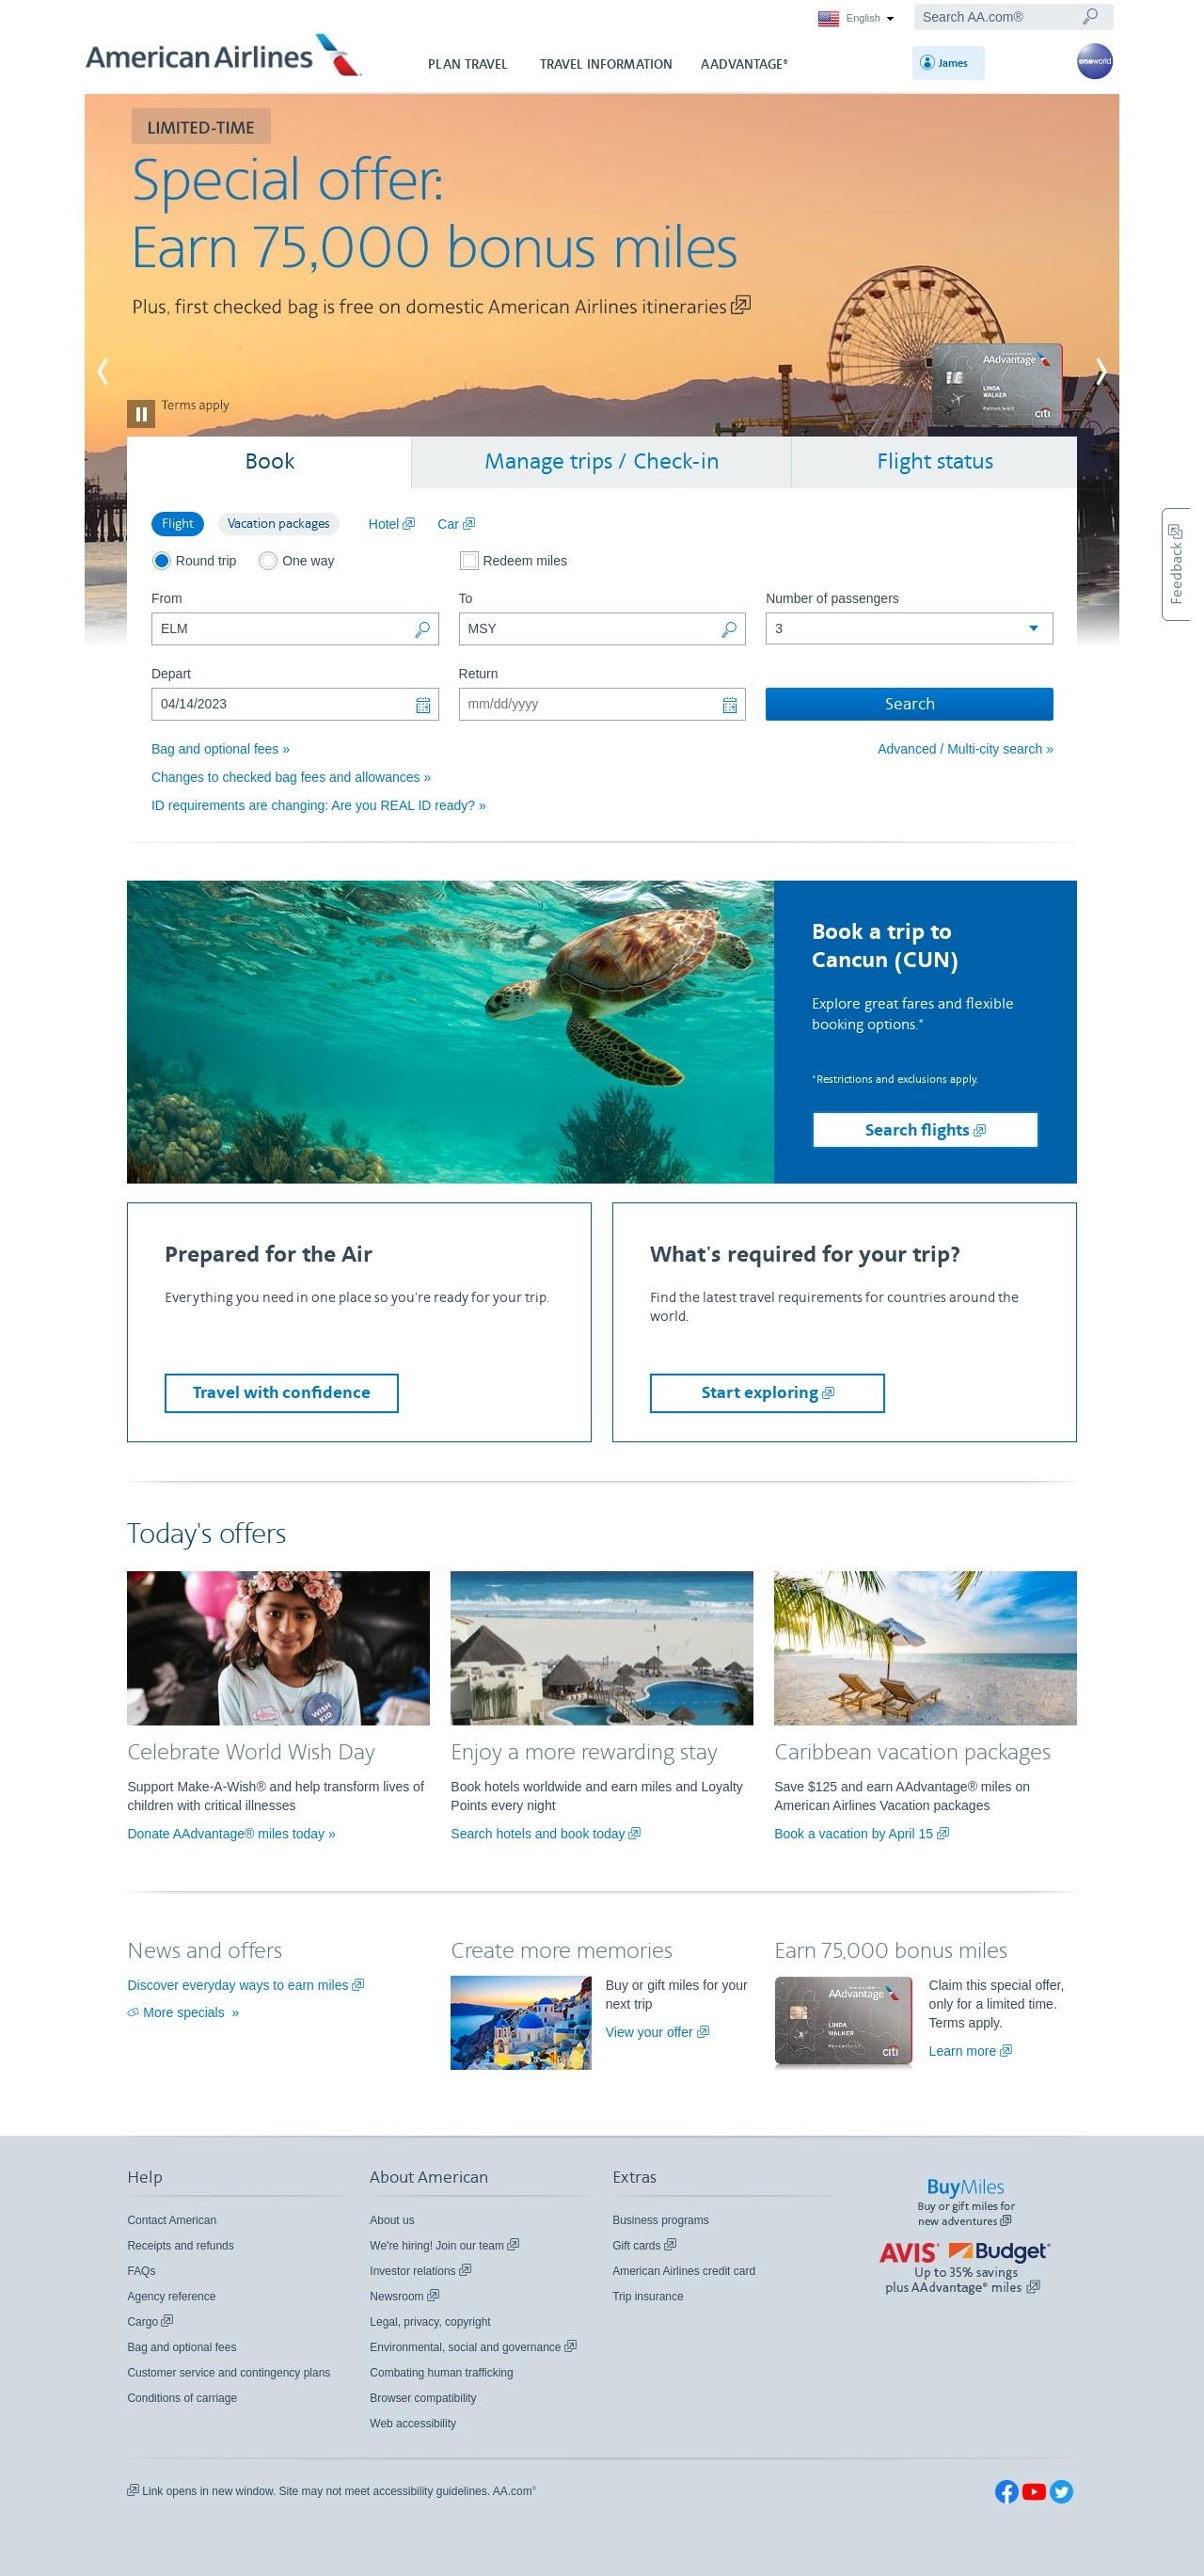 English
Search AA.com®
American Airlines
PLAN TRAVEL
TRAVEL INFORMATION
AADVANTAGE®
James
oneworld
LIMITED-TIME
Special offer:
Earn 75,000 bonus miles
Plus, first checked bag is free on domestic American Airlines itineraries
AAdvantage
LINDA
WALKER
citi
Terms apply
Book
Manage trips / Check-in
Flight status
Flight
Vacation packages
Hotel
Car
Feedback
Round trip
One way
Redeem miles
From
To
Number of passengers
ELM
MSY
3
Depart
Return
04/14/2023
mm/dd/yyyy
Search
Bag and optional fees »
Advanced / Multi-city search »
Changes to checked bag fees and allowances »
ID requirements are changing: Are you REAL ID ready? »
Book a trip to
Cancun (CUN)
Explore great fares and flexible
booking options.*
*Restrictions and exclusions apply.
Search flights
Prepared for the Air
Everything you need in one place so you're ready for your trip.
Travel with confidence
What's required for your trip?
Find the latest travel requirements for countries around the
world.
Start exploring
Today's offers
WISH
KID
Celebrate World Wish Day
Support Make-A-Wish® and help transform lives of
children with critical illnesses
Donate AAdvantage® miles today »
Enjoy a more rewarding stay
Book hotels worldwide and earn miles and Loyalty
Points every night
Search hotels and book today
Caribbean vacation packages
Save $125 and earn AAdvantage® miles on
American Airlines Vacation packages
Book a vacation by April 15
News and offers
Discover everyday ways to earn miles
More specials »
Create more memories
Buy or gift miles for your
next trip
View your offer
Earn 75,000 bonus miles
AAdvantage
LINDA
WALKER
citi
Claim this special offer,
only for a limited time.
Terms apply.
Learn more
Help
Contact American
Receipts and refunds
FAQs
Agency reference
Cargo
Bag and optional fees
Customer service and contingency plans
Conditions of carriage
About American
About us
We're hiring! Join our team
Investor relations
Newsroom
Legal, privacy, copyright
Environmental, social and governance
Combating human trafficking
Browser compatibility
Web accessibility
Extras
Business programs
Gift cards
American Airlines credit card
Trip insurance
BuyMiles
Buy or gift miles for
new adventures
AVIS® Budget®
Up to 35% savings
plus AAdvantage® miles
Link opens in new window. Site may not meet accessibility guidelines. AA.com®